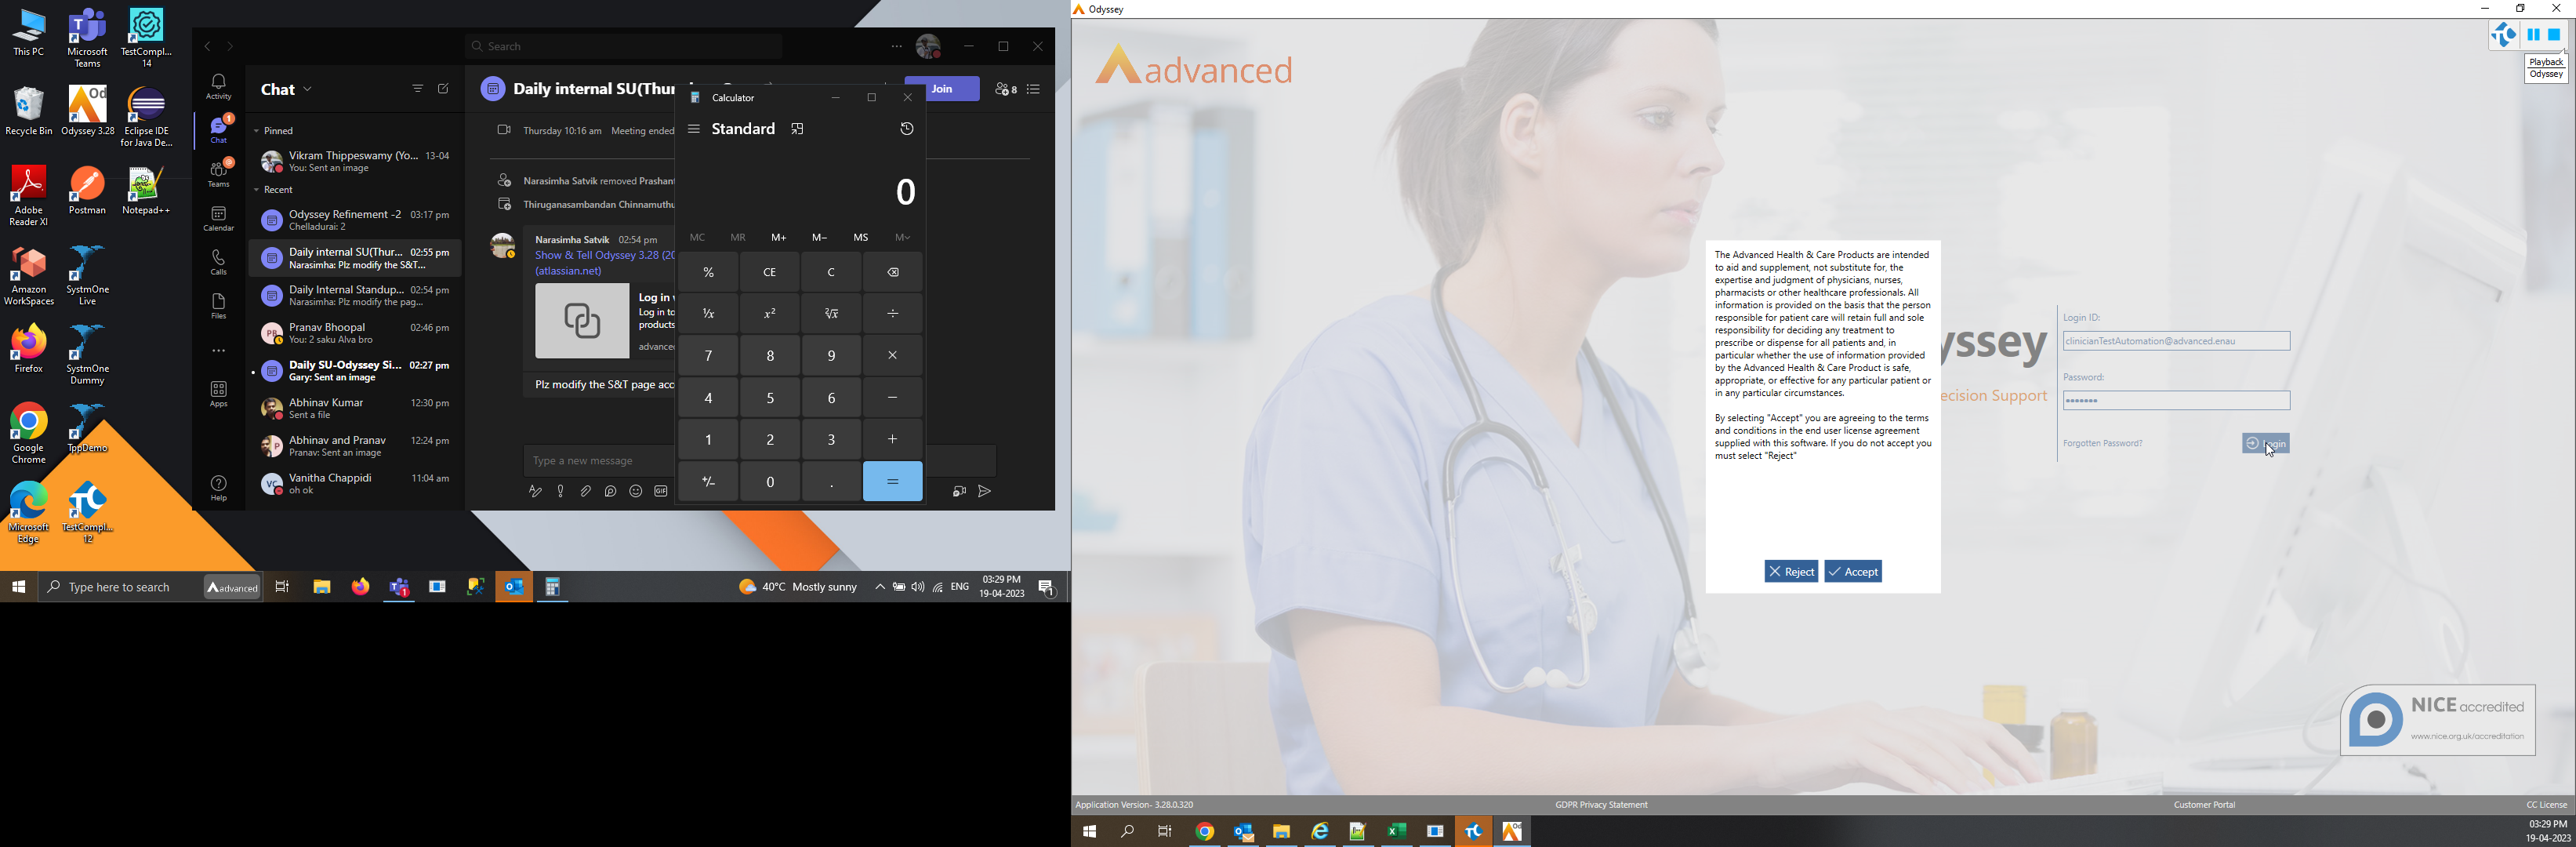 This PC
Microsoft
Teams
TestCompl...
14
Recycle Bin
Odyssey 3.28
Eclipse IDE
for Java De...
Adobe
Reader XI
Postman
Notepad++
Amazon
WorkSpaces
SystmOne
Live
Firefox
SystmOne
Dummy
Google
Chrome
TppDemo
Microsoft
Edge
TestCompl...
12
Search
Activity
Chat
Teams
Calendar
Calls
Files
Apps
Help
Chat
Pinned
Vikram Thippeswamy (Yo... 13-04
You: Sent an image
Recent
Odyssey Refinement -2 03:17 pm
Chelladurai: 2
Daily internal SU(Thur... 02:55 pm
Narasimha: Plz modify the S&T...
Daily Internal Standup... 02:54 pm
Narasimha: Plz modify the pag...
Pranav Bhoopal 02:46 pm
You: 2 saku Alva bro
Daily SU-Odyssey Si... 02:27 pm
Gary: Sent an image
Abhinav Kumar 12:30 pm
Sent a file
Abhinav and Pranav 12:24 pm
Pranav: Sent an image
Vanitha Chappidi 11:04 am
oh ok
Daily internal SU(Thur
Join
8
Thursday 10:16 am Meeting ended
Narasimha Satvik removed Prashant
Thiruganasambandan Chinnamuthu
Narasimha Satvik 02:54 pm
Show & Tell Odyssey 3.28 (20
(atlassian.net)
Log in
Log in to
products
advance
Plz modify the S&T page acc
Type a new message
Calculator
Standard
0
MC MR M+ M− MS M
% CE C
¹/x x² ²√x ÷
7 8 9 ×
4 5 6 −
1 2 3 +
+/− 0 . =
Type here to search
advanced
40°C Mostly sunny
ENG
03:29 PM
19-04-2023
1
Odyssey
advanced
Playback
Odyssey
The Advanced Health & Care Products are intended
to aid and supplement, not substitute for, the
expertise and judgment of physicians, nurses,
pharmacists or other healthcare professionals. All
information is provided on the basis that the person
responsible for patient care will retain full and sole
responsibility for deciding any treatment to
prescribe or dispense for all patients and, in
particular whether the use of information provided
by the Advanced Health & Care Product is safe,
appropriate, or effective for any particular patient or
in any particular circumstances.
By selecting "Accept" you are agreeing to the terms
and conditions in the end user license agreement
supplied with this software. If you do not accept you
must select "Reject"
Reject
Accept
yssey
ecision Support
Login ID:
clinicianTestAutomation@advanced.enau
Password:
Forgotten Password?
Login
NICE accredited
www.nice.org.uk/accreditation
Application Version- 3.28.0.320
GDPR Privacy Statement
Customer Portal
CC License
03:29 PM
19-04-2023